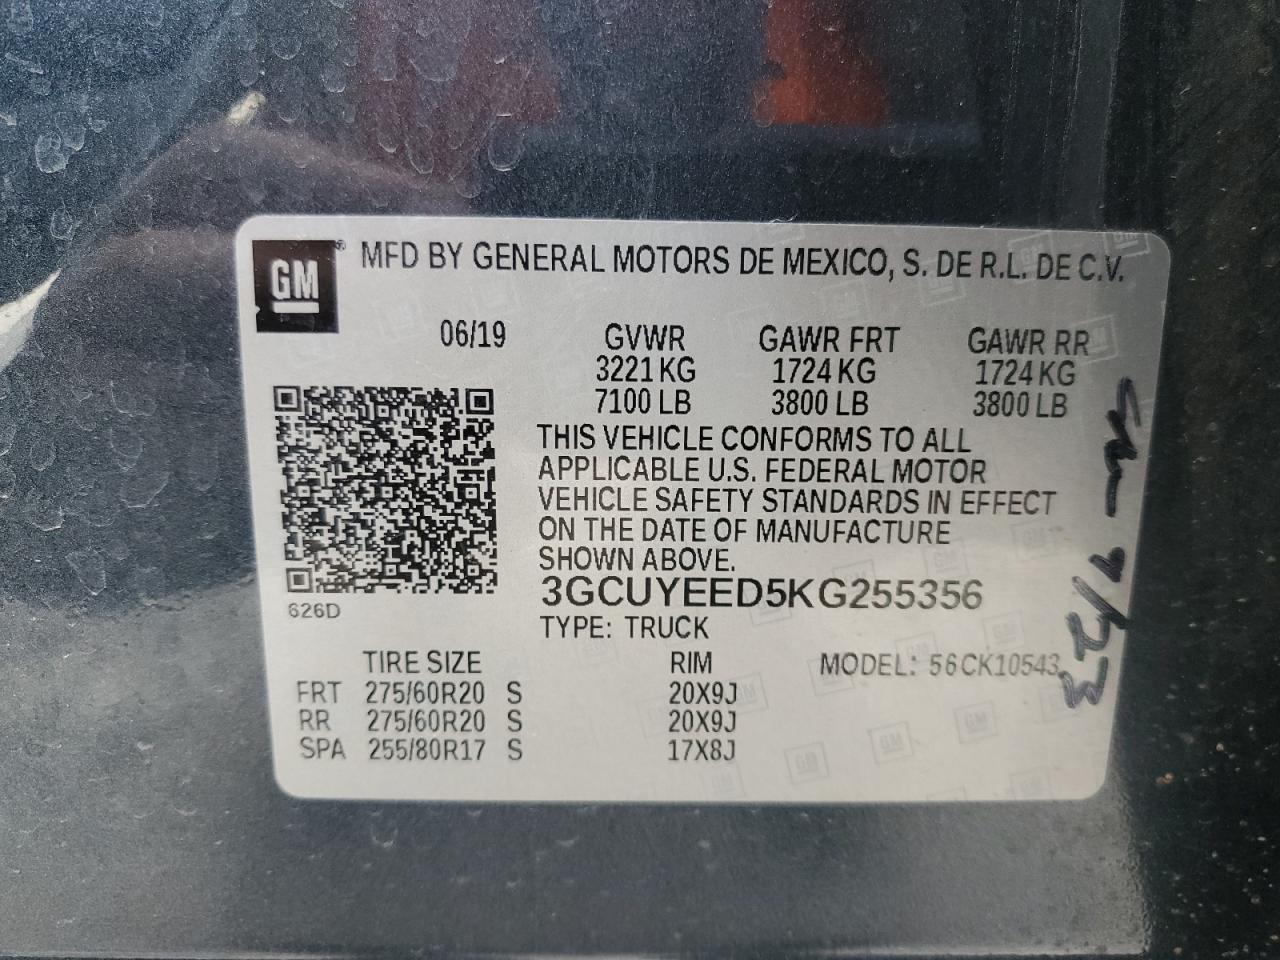 GM® MFD BY GENERAL MOTORS DE MEXICO, S. DE R.L. DE C.V.
06/19 GVWR GAWR FRT GAWR RR
3221 KG 1724 KG 1724 KG
7100 LB 3800 LB 3800 LB
THIS VEHICLE CONFORMS TO ALL
APPLICABLE U.S. FEDERAL MOTOR
VEHICLE SAFETY STANDARDS IN EFFECT
ON THE DATE OF MANUFACTURE
SHOWN ABOVE.
3GCUYEED5KG255356
626D
TYPE: TRUCK
TIRE SIZE RIM MODEL: 56CK10543
FRT 275/60R20 S 20X9J
RR 275/60R20 S 20X9J
SPA 255/80R17 S 17X8J